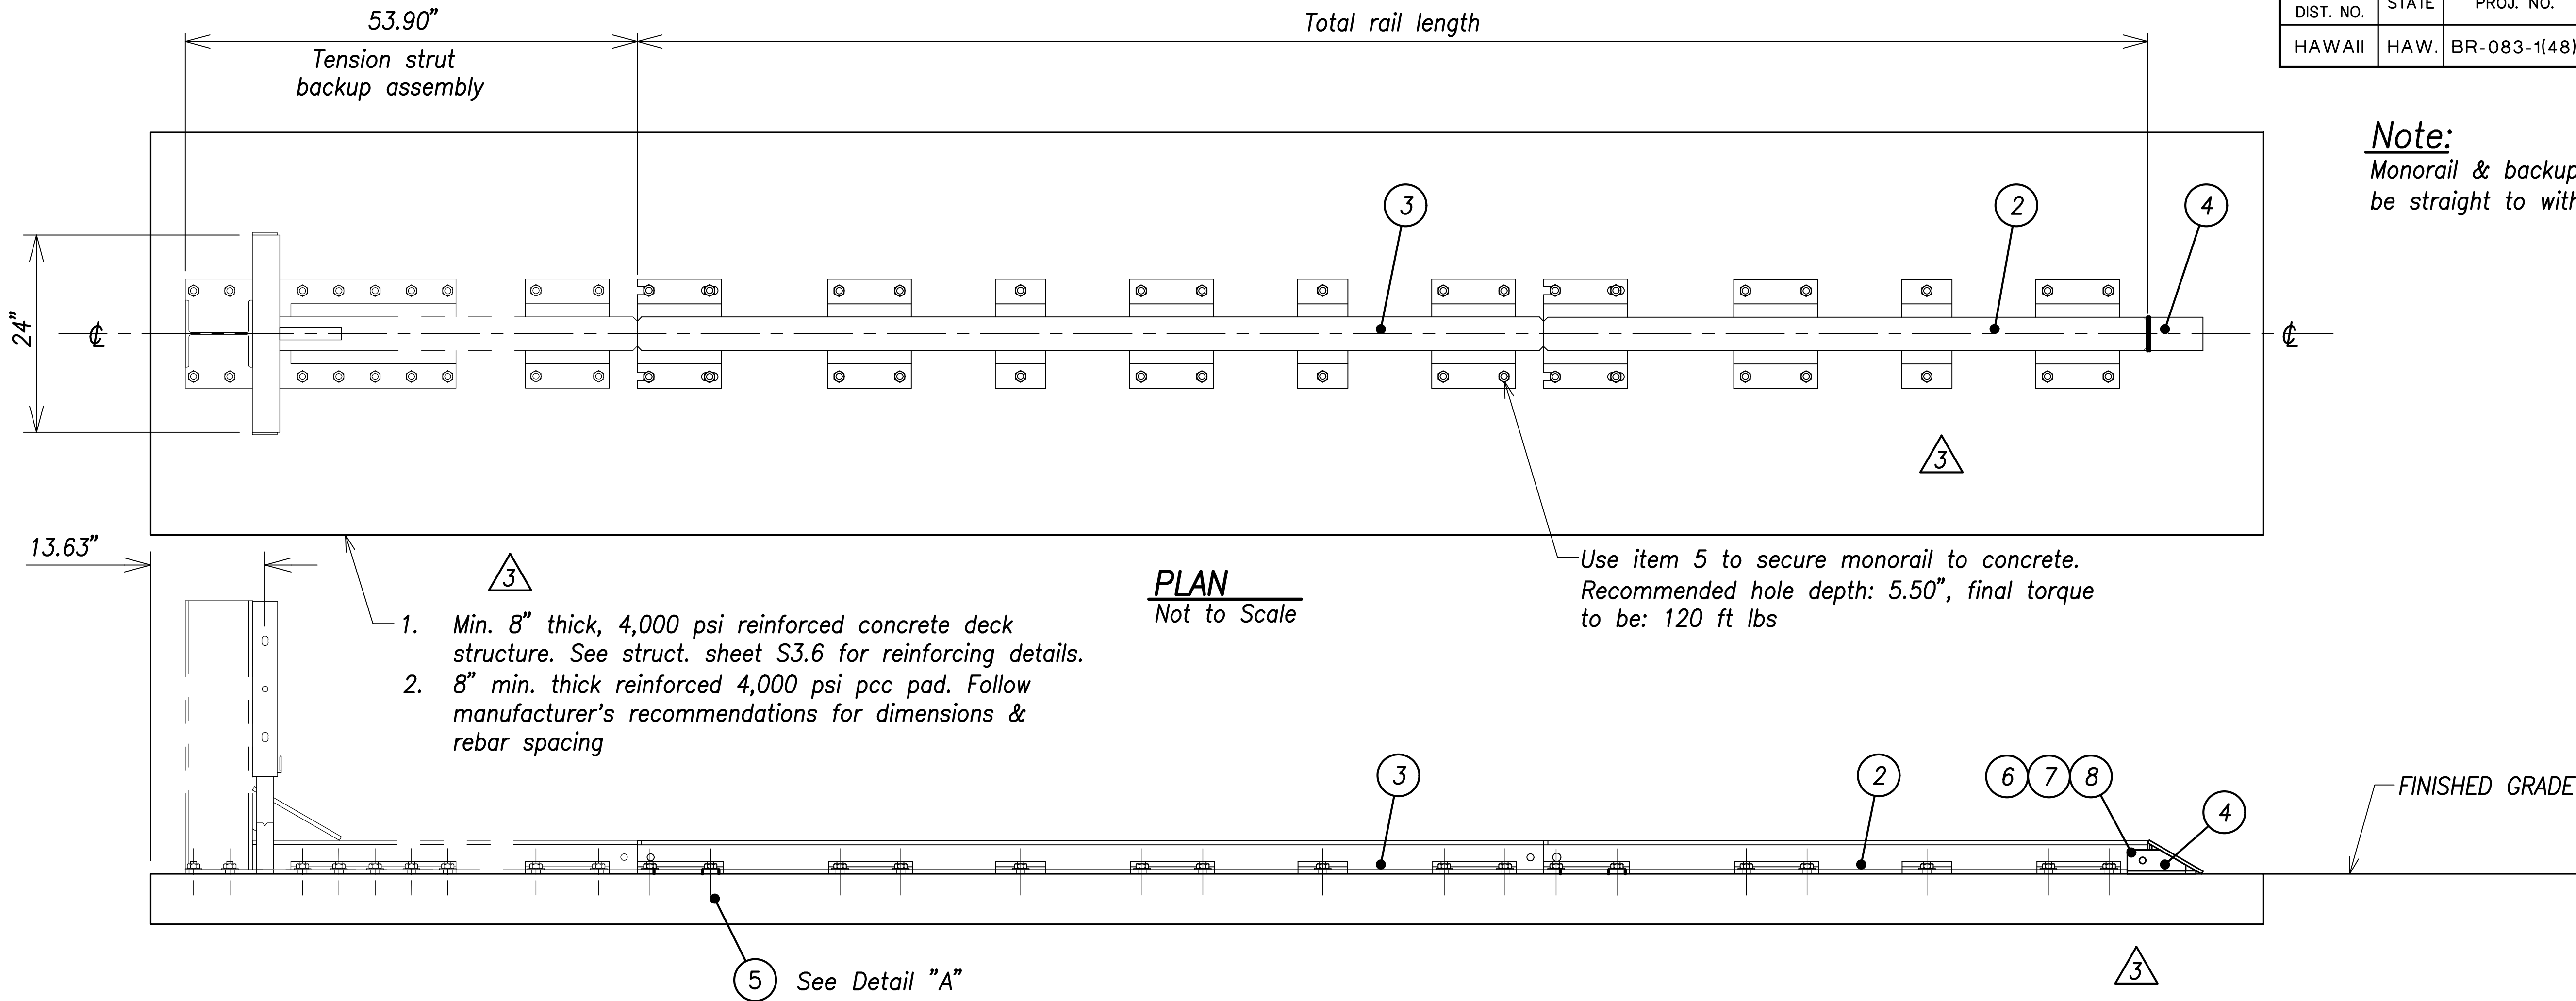 53.90”
Tension strut
backup assembly
Total rail length
DIST. NO.
STATE
PROJ. NO.
HAWAII
HAW.
BR-083-1(48)
Note:
Monorail & backup
be straight to with
3
2
4
24”
℄
℄
3
13.63”
3
PLAN
Not to Scale
Use item 5 to secure monorail to concrete.
Recommended hole depth: 5.50”, final torque
to be: 120 ft lbs
1. Min. 8” thick, 4,000 psi reinforced concrete deck
structure. See struct. sheet S3.6 for reinforcing details.
2. 8” min. thick reinforced 4,000 psi pcc pad. Follow
manufacturer’s recommendations for dimensions &
rebar spacing
3
2
6 7 8
4
FINISHED GRADE
5 See Detail ”A”
3